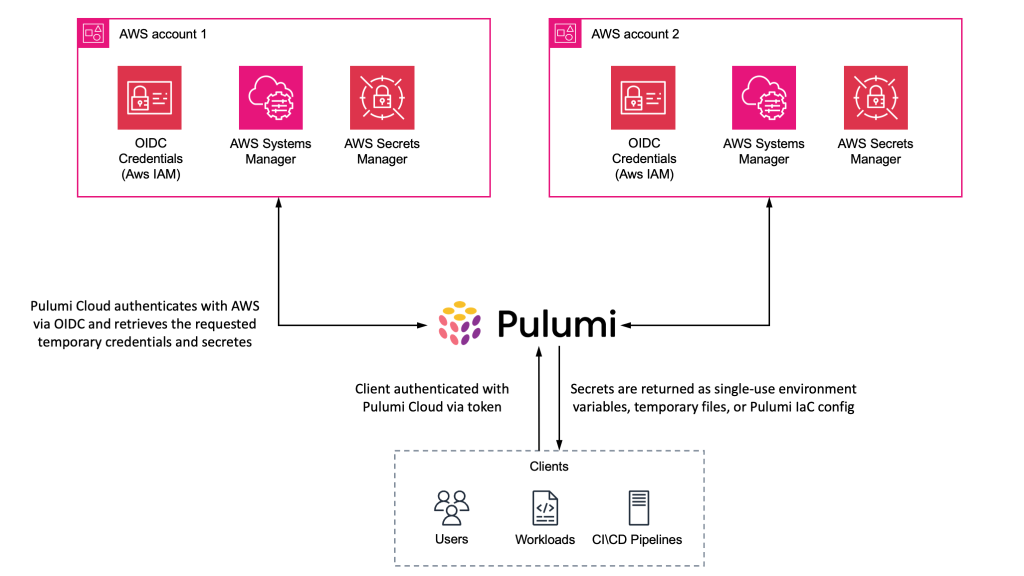 AWS account 1
AWS account 2
OIDC
Credentials
(Aws IAM)
AWS Systems
Manager
AWS Secrets
Manager
OIDC
Credentials
(Aws IAM)
AWS Systems
Manager
AWS Secrets
Manager
Pulumi Cloud authenticates with AWS
via OIDC and retrieves the requested
temporary credentials and secretes
Pulumi
Client authenticated with
Pulumi Cloud via token
Secrets are returned as single-use environment
variables, temporary files, or Pulumi IaC config
Clients
</>
Users
Workloads
CI\CD Pipelines